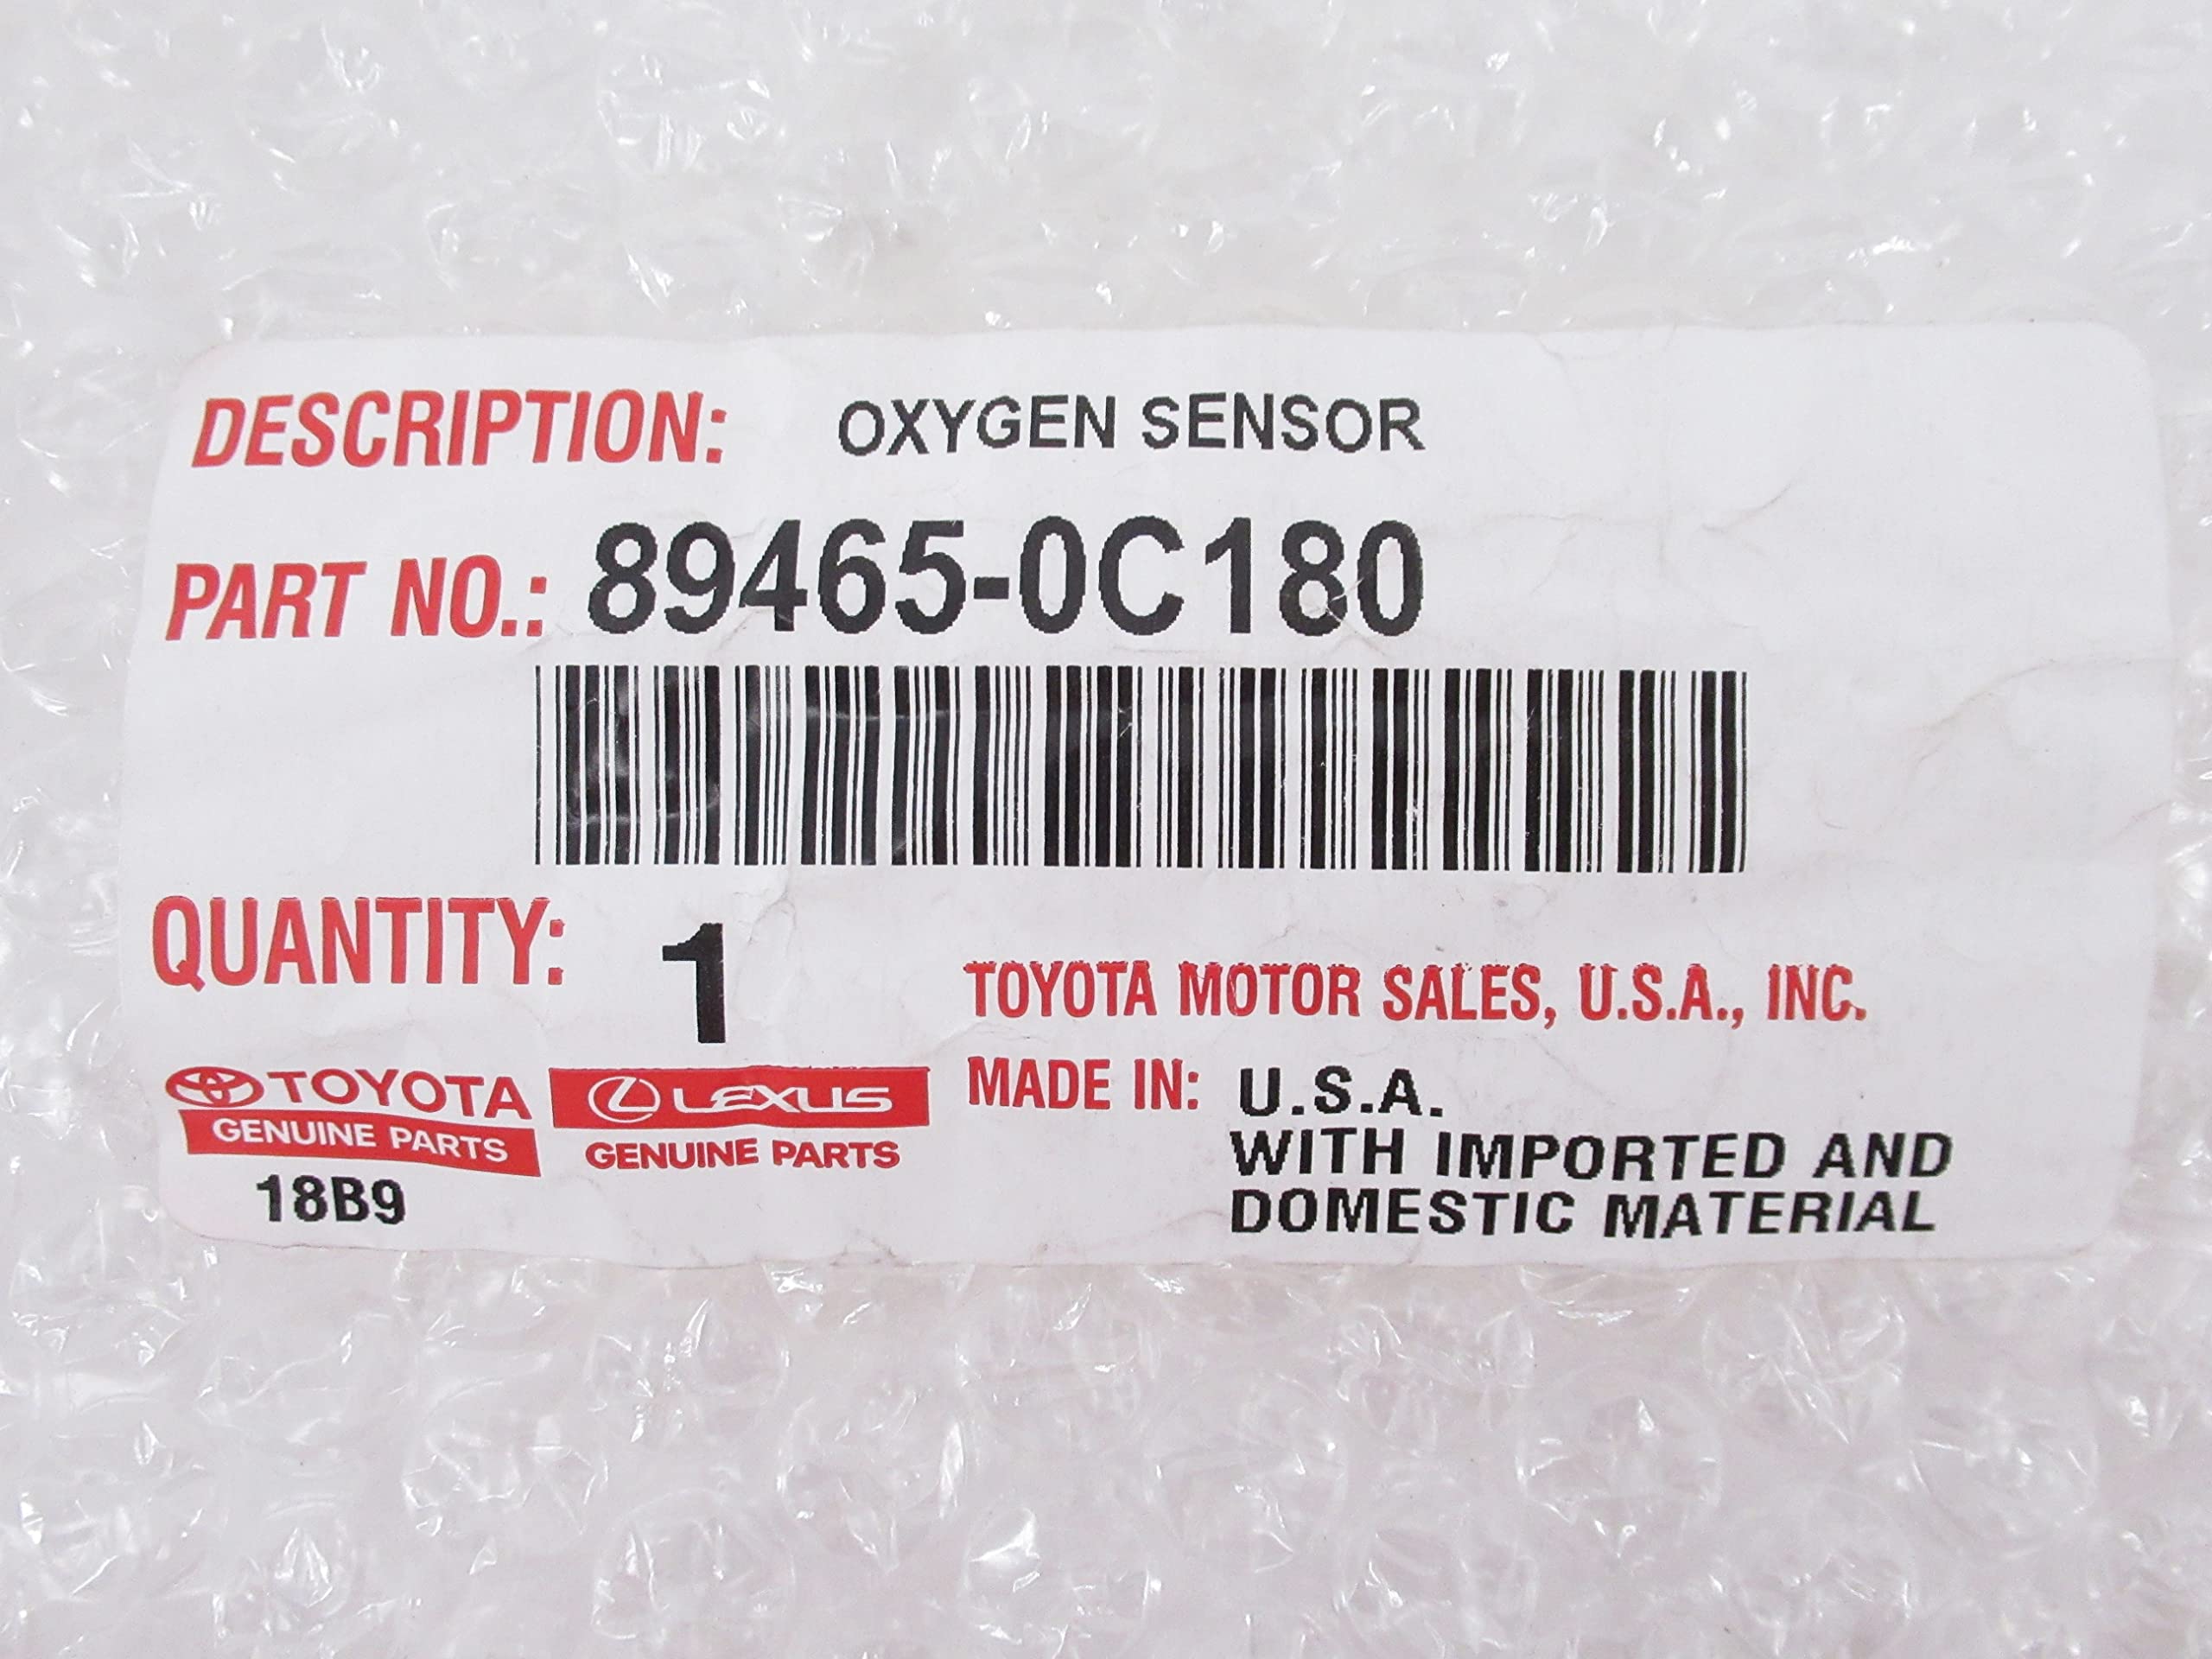 DESCRIPTION: OXYGEN SENSOR
PART NO.: 89465-0C180
QUANTITY: 1
TOYOTA MOTOR SALES, U.S.A., INC.
TOYOTA
GENUINE PARTS
LEXUS
GENUINE PARTS
MADE IN: U.S.A.
WITH IMPORTED AND
DOMESTIC MATERIAL
18B9